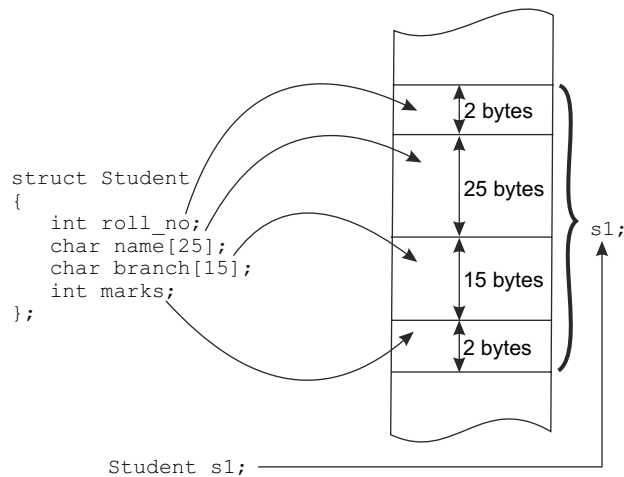 struct Student
{
int roll_no;
char name[25];
char branch[15];
int marks;
};
2 bytes
25 bytes
15 bytes
2 bytes
s1;
Student s1;